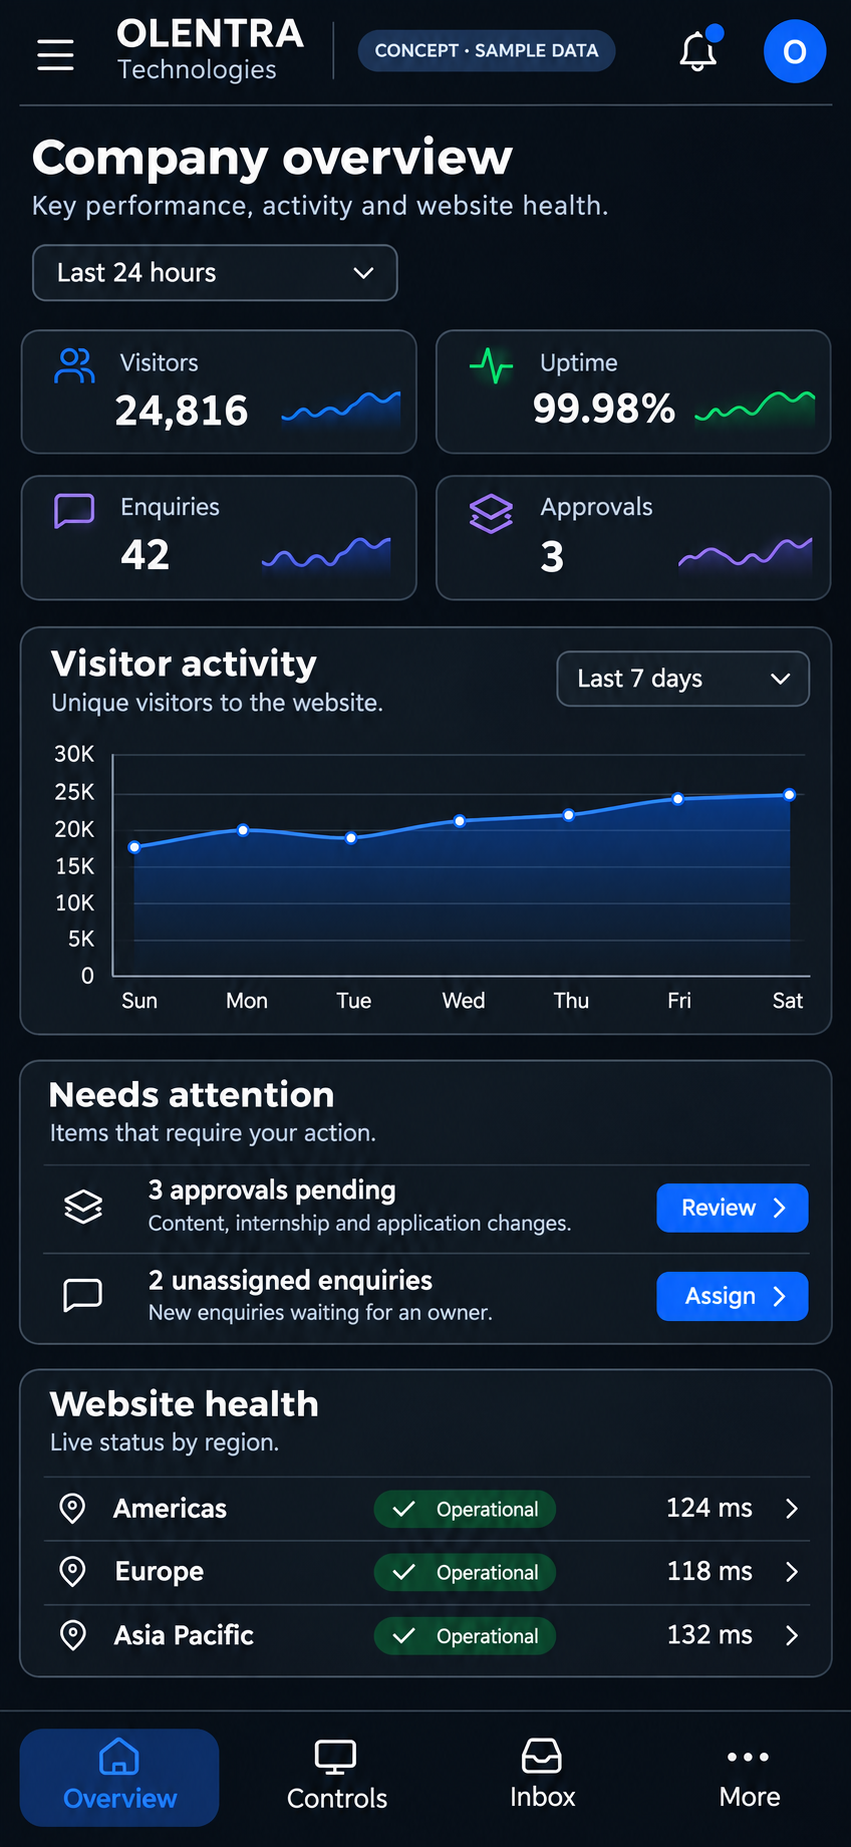 OLENTRA
Technologies
CONCEPT · SAMPLE DATA
O
Company overview
Key performance, activity and website health.
Last 24 hours
Visitors
24,816
Uptime
99.98%
Enquiries
42
Approvals
3
Visitor activity
Unique visitors to the website.
Last 7 days
30K
25K
20K
15K
10K
5K
0
Sun Mon Tue Wed Thu Fri Sat
Needs attention
Items that require your action.
3 approvals pending
Content, internship and application changes.
Review
2 unassigned enquiries
New enquiries waiting for an owner.
Assign
Website health
Live status by region.
Americas Operational 124 ms
Europe Operational 118 ms
Asia Pacific Operational 132 ms
Overview Controls Inbox More